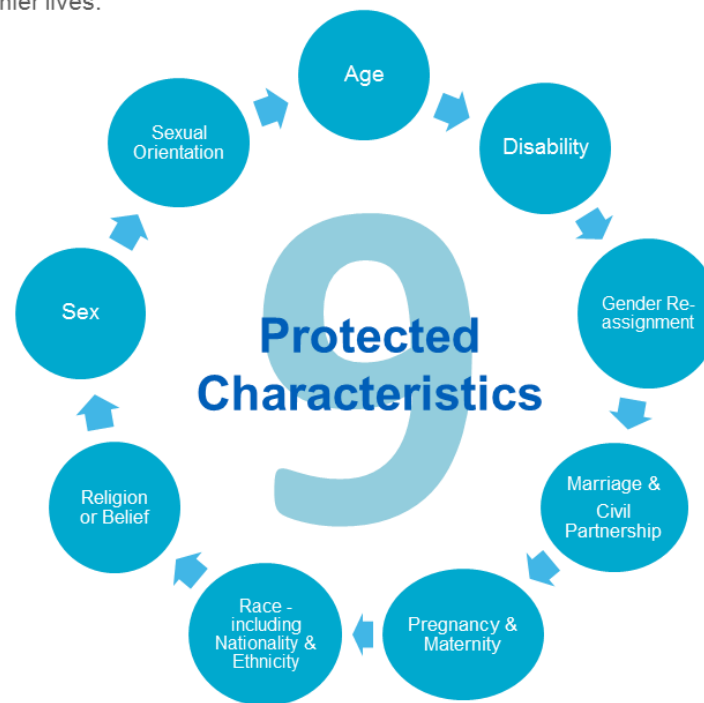 lives.
Age
Disability
Gender Re-
assignment
Marriage &
Civil
Partnership
Pregnancy &
Maternity
Race -
including
Nationality &
Ethnicity
Religion
or Belief
Sex
Sexual
Orientation
9
Protected
Characteristics